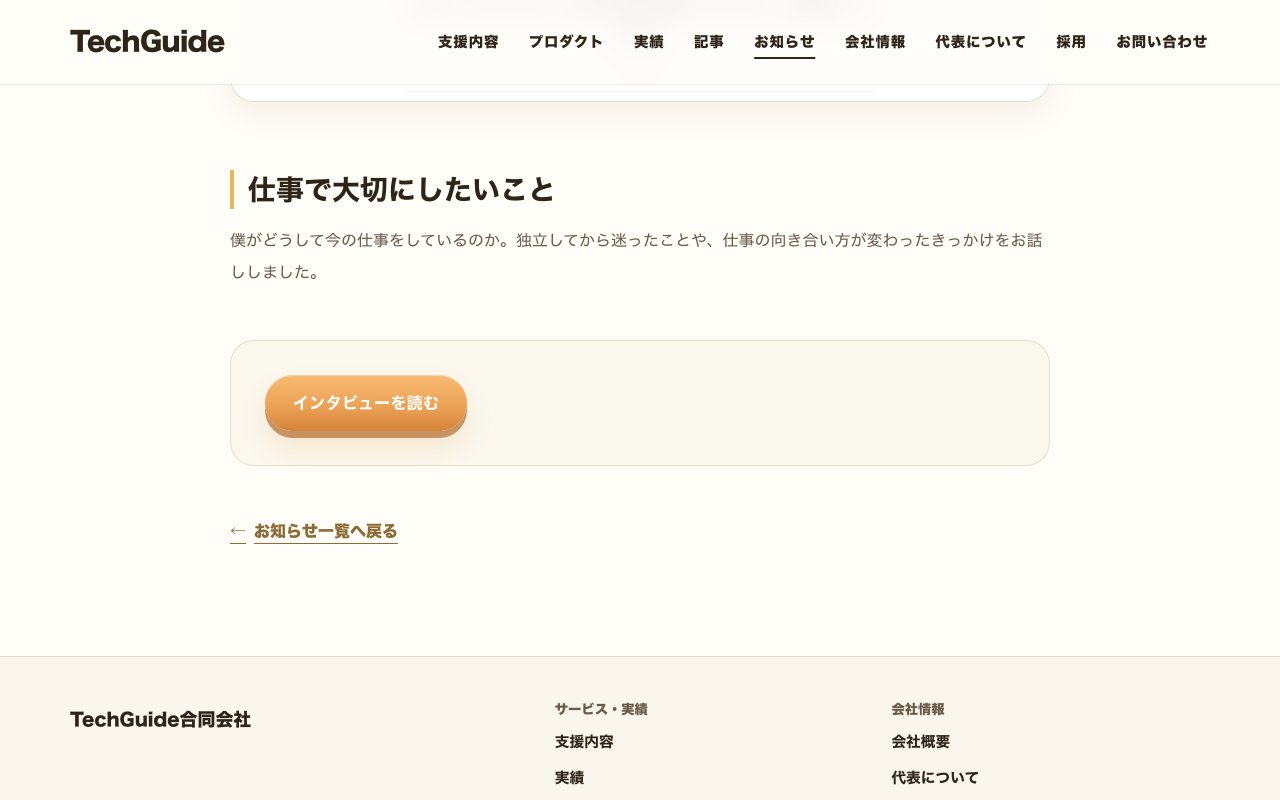 TechGuide
支援内容 プロダクト 実績 記事 お知らせ 会社情報 代表について 採用 お問い合わせ
仕事で大切にしたいこと
僕がどうして今の仕事をしているのか。独立してから迷ったことや、仕事の向き合い方が変わったきっかけをお話
ししました。
インタビューを読む
← お知らせ一覧へ戻る
TechGuide合同会社
サービス・実績
支援内容
実績
会社情報
会社概要
代表について